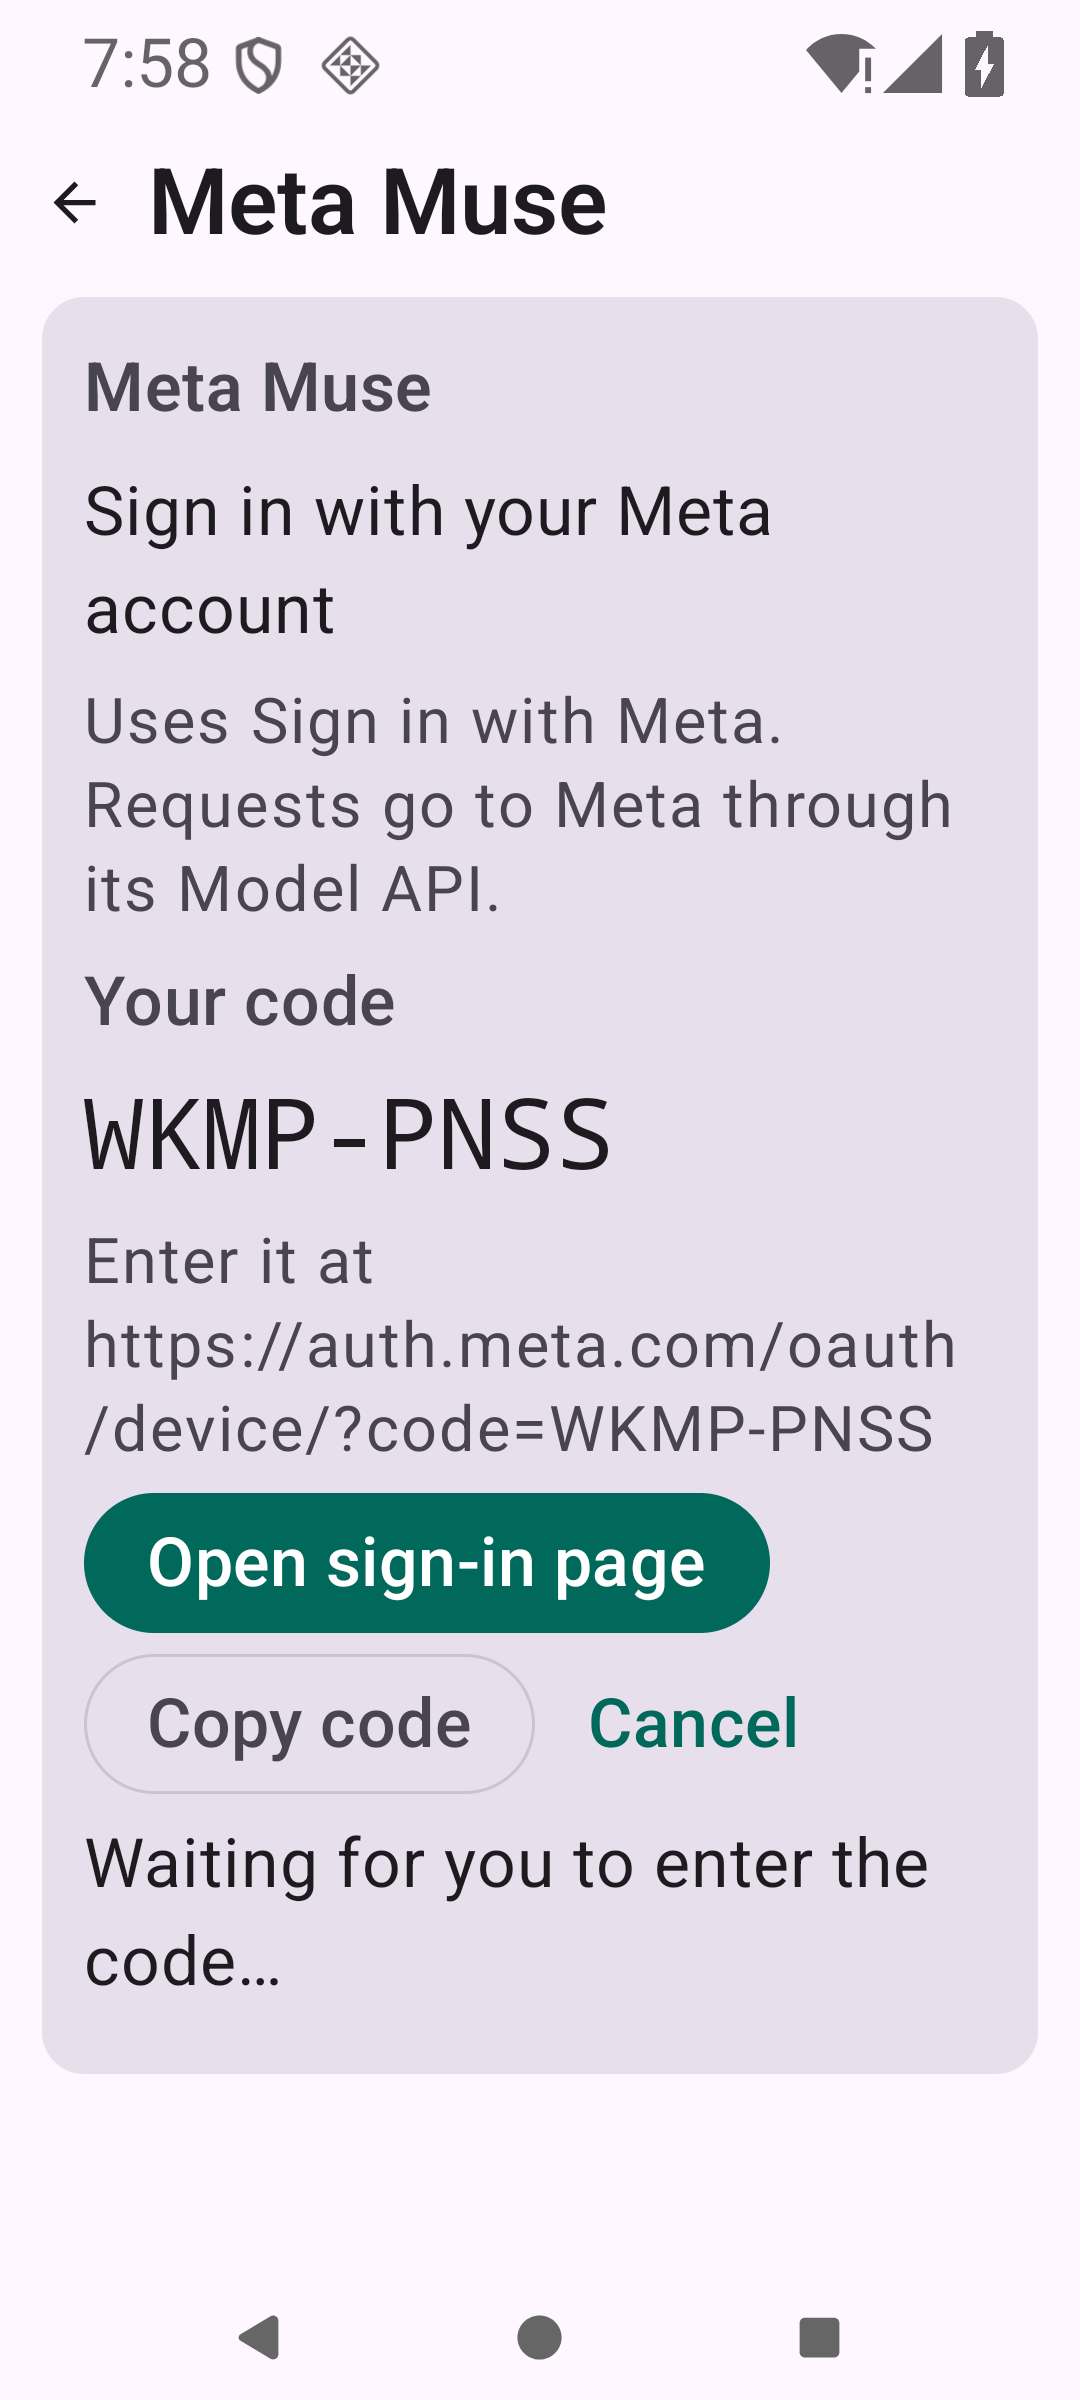 7:58
Meta Muse
Meta Muse
Sign in with your Meta
account
Uses Sign in with Meta.
Requests go to Meta through
its Model API.
Your code
WKMP-PNSS
Enter it at
https://auth.meta.com/oauth
/device/?code=WKMP-PNSS
Open sign-in page
Copy code
Cancel
Waiting for you to enter the
code…